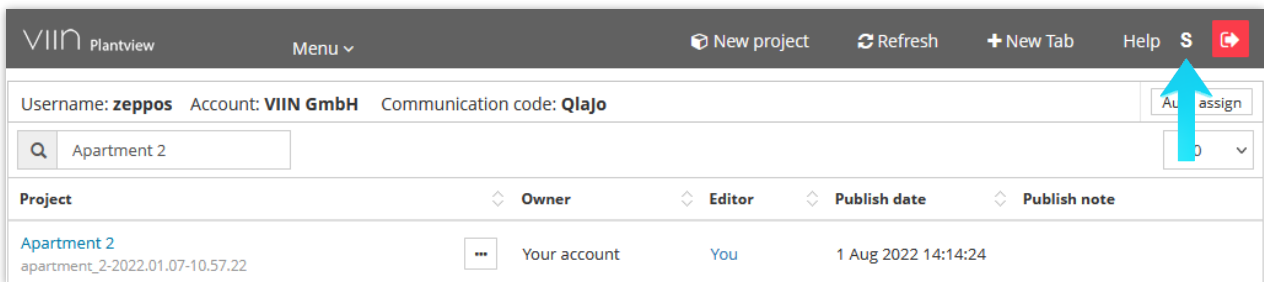 VIIN Plantview Menu New project Refresh New Tab Help S
Username: zeppos Account: VIIN GmbH Communication code: QlaJo assign
Apartment 2
Project Owner Editor Publish date Publish note
Apartment 2 ... Your account You 1 Aug 2022 14:14:24
apartment_2-2022.01.07-10.57.22